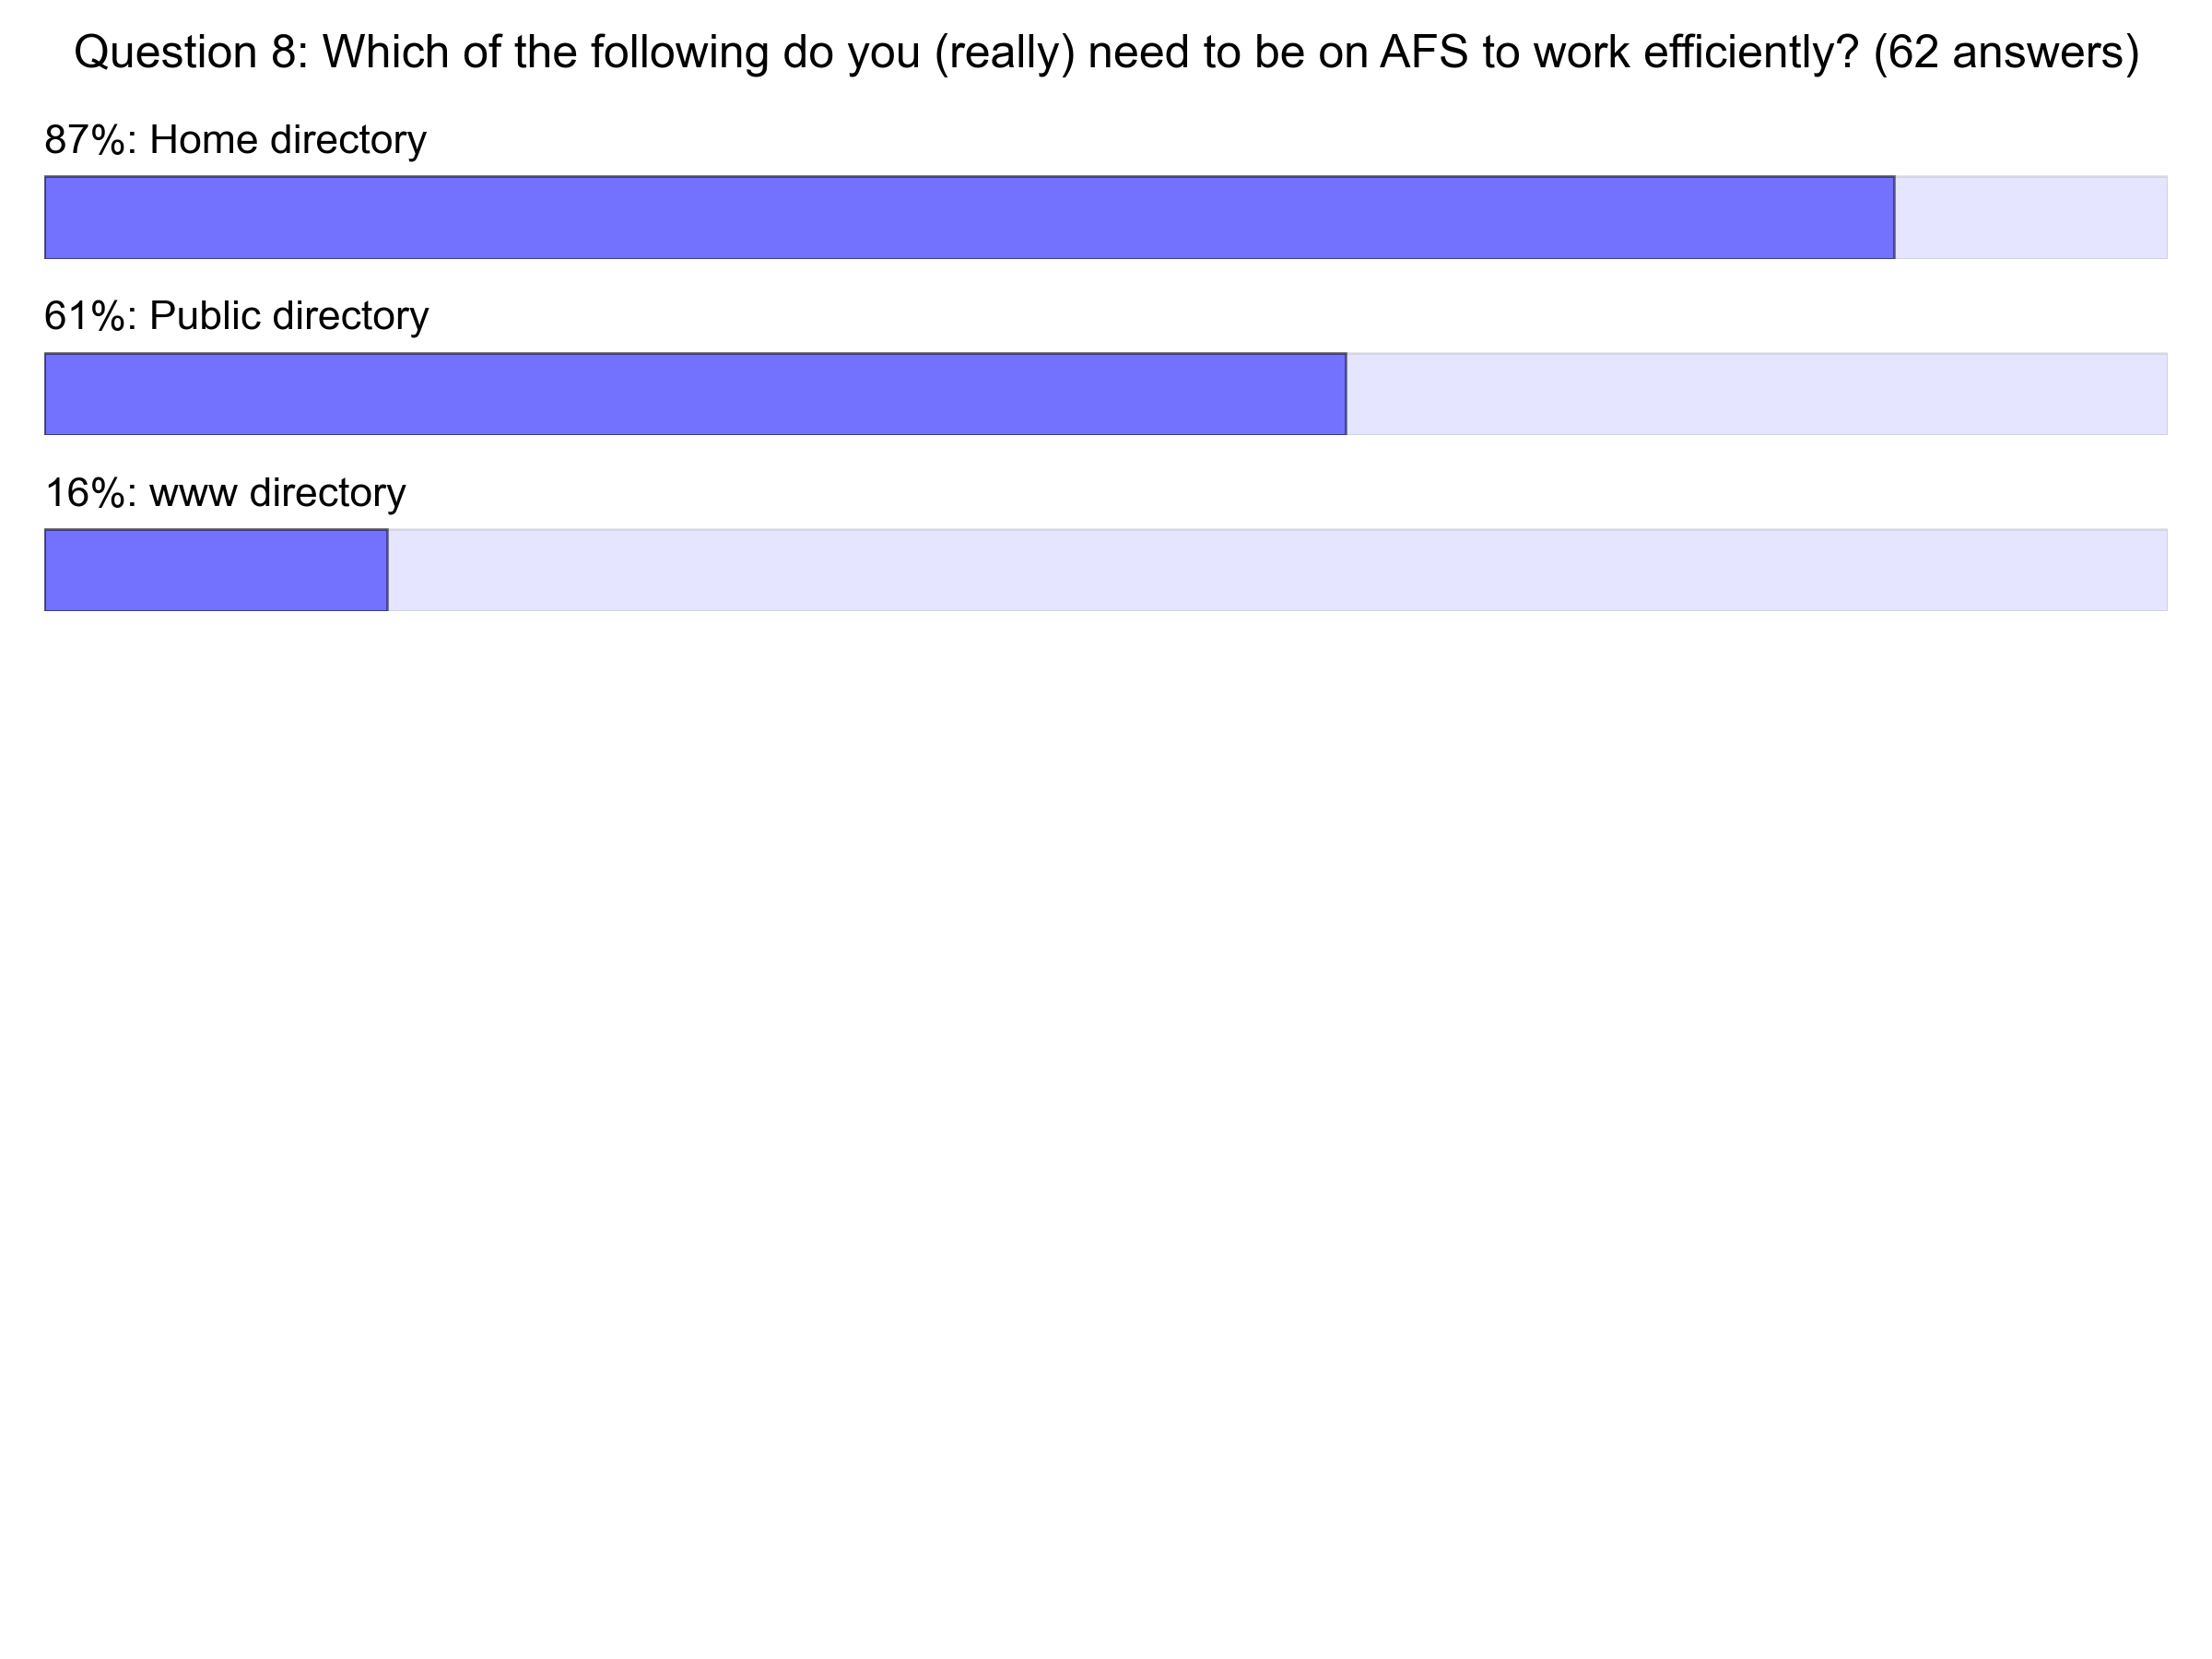 Question 8: Which of the following do you (really) need to be on AFS to work efficiently? (62 answers)
87%: Home directory
61%: Public directory
16%: www directory